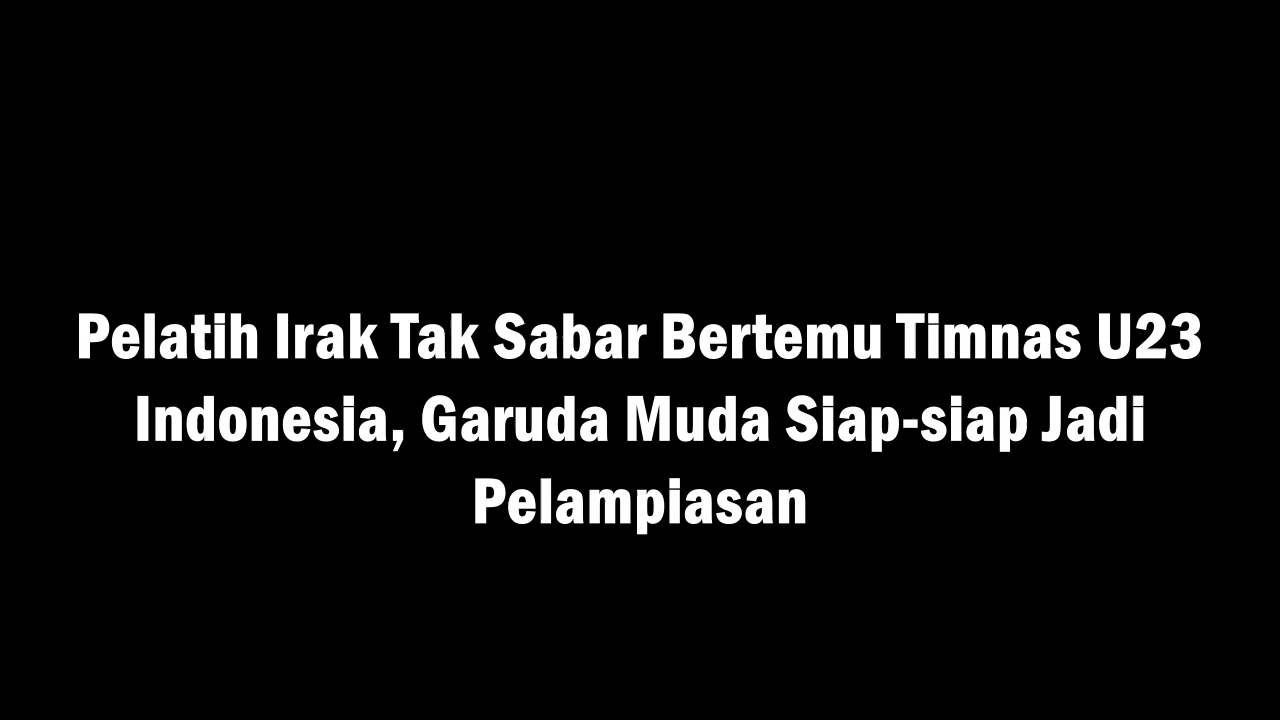 Pelatih Irak Tak Sabar Bertemu Timnas U23
Indonesia, Garuda Muda Siap-siap Jadi
Pelampiasan